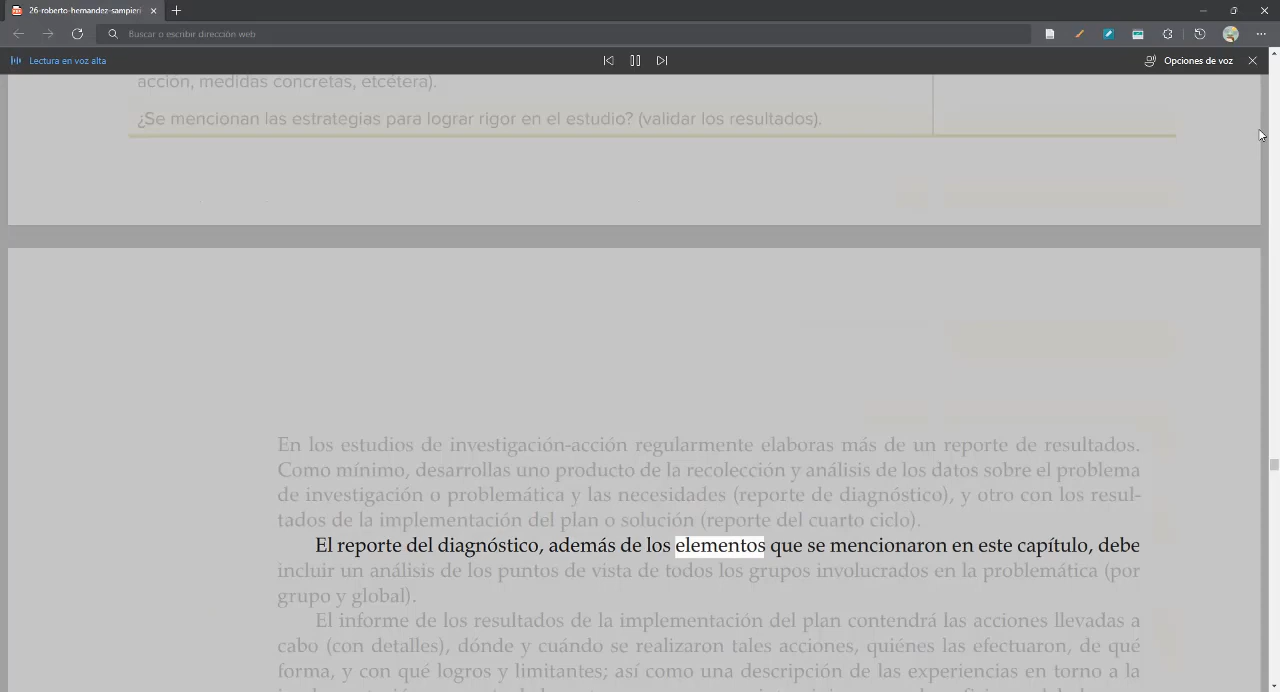 26-roberto-hernandez-sampieri
Buscar o escribir dirección web
Lectura en voz alta
Opciones de voz
acción, medidas concretas, etcétera).
¿Se mencionan las estrategias para lograr rigor en el estudio? (validar los resultados).
En los estudios de investigación-acción regularmente elaboras más de un reporte de resultados.
Como mínimo, desarrollas uno producto de la recolección y análisis de los datos sobre el problema
de investigación o problemática y las necesidades (reporte de diagnóstico), y otro con los resul-
tados de la implementación del plan o solución (reporte del cuarto ciclo).
El reporte del diagnóstico, además de los elementos que se mencionaron en este capítulo, debe
incluir un análisis de los puntos de vista de todos los grupos involucrados en la problemática (por
grupo y global).
El informe de los resultados de la implementación del plan contendrá las acciones llevadas a
cabo (con detalles), dónde y cuándo se realizaron tales acciones, quiénes las efectuaron, de qué
forma, y con qué logros y limitantes; así como una descripción de las experiencias en torno a la